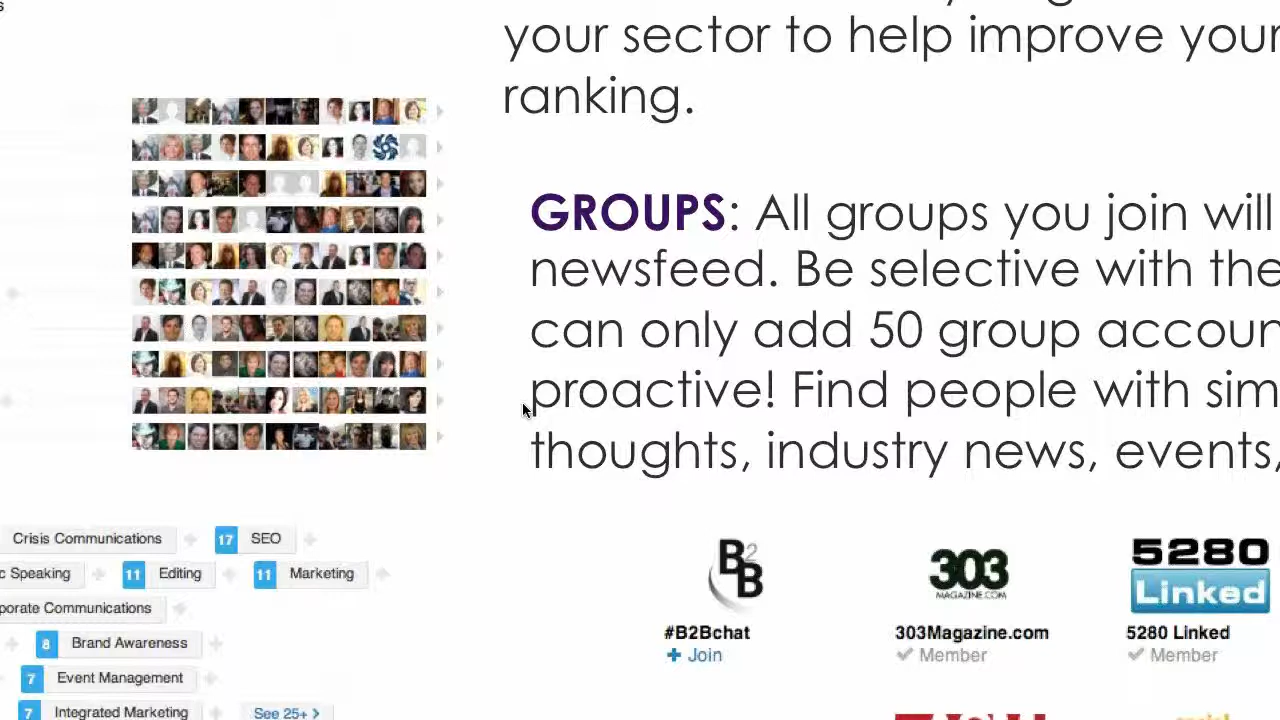 your sector to help improve your
ranking.
GROUPS: All groups you join will
newsfeed. Be selective with the
can only add 50 group accoun
proactive! Find people with sim
thoughts, industry news, events,
Crisis Communications 17 SEO
c Speaking 11 Editing 11 Marketing
porate Communications
8 Brand Awareness
7 Event Management
7 Integrated Marketing See 25+ >
B2B
303
MAGAZINE.COM
5280
Linked
#B2Bchat
+ Join
303Magazine.com
Member
5280 Linked
Member